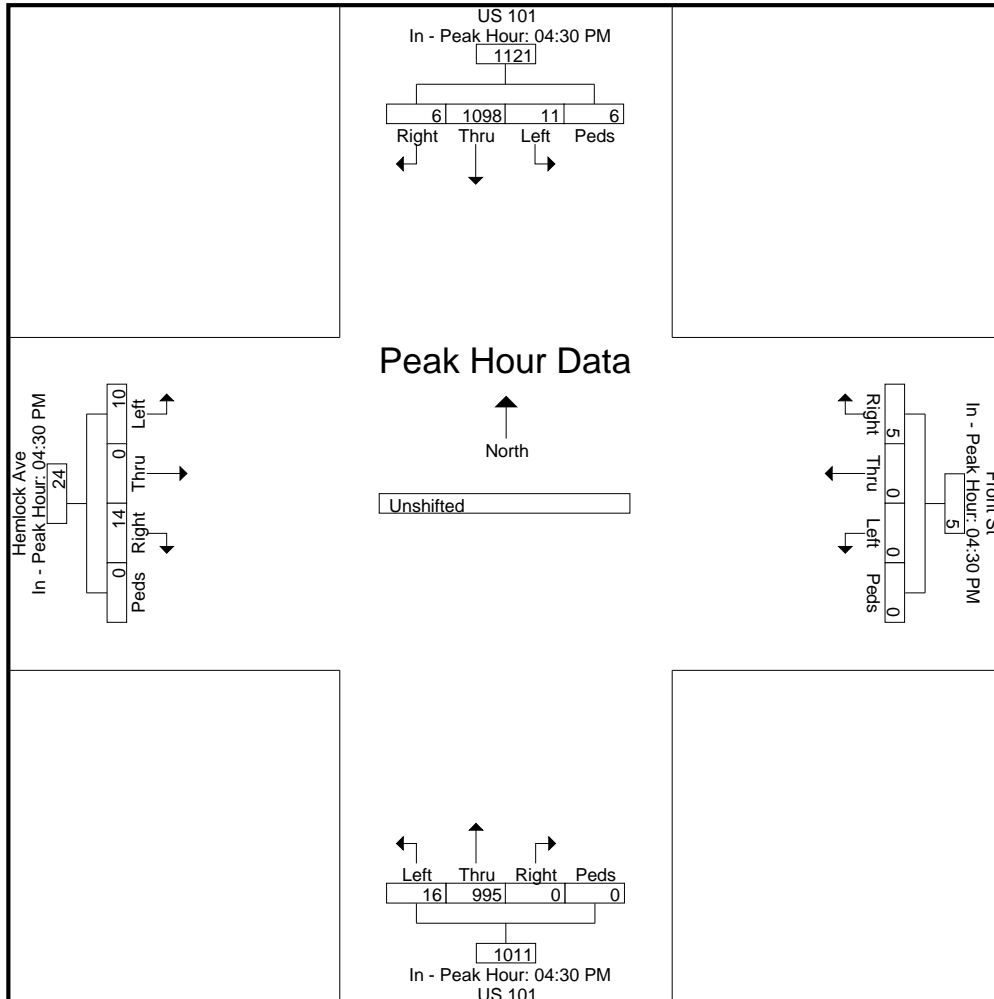 US 101
In - Peak Hour: 04:30 PM
1121
6 1098 11 6
Right Thru Left Peds
Peak Hour Data
North
Unshifted
Hemlock Ave
In - Peak Hour: 04:30 PM
24
10 0 14 0
Left Thru Right Peds
Front St
In - Peak Hour: 04:30 PM
5
5 0 0 0
Right Thru Left Peds
Left Thru Right Peds
16 995 0 0
1011
In - Peak Hour: 04:30 PM
US 101